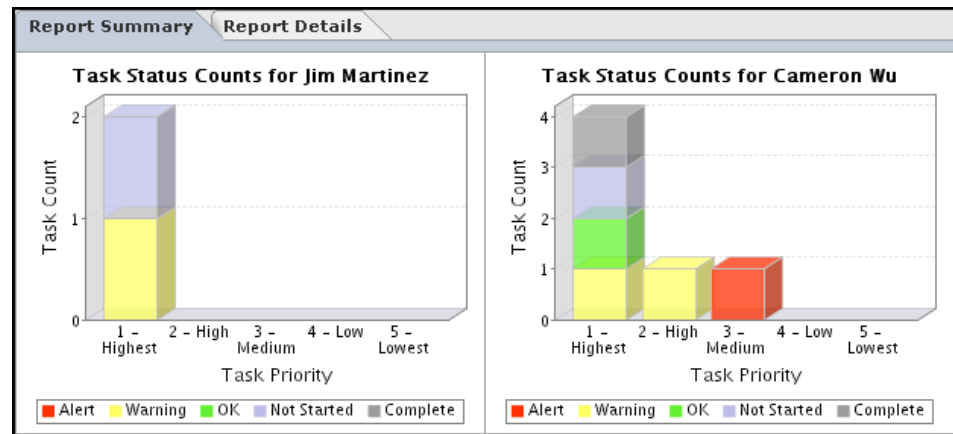 Report Summary
Report Details
Task Status Counts for Jim Martinez
Task Count
2
1
0
1 –
Highest
2 – High
3 –
Medium
4 – Low
5 –
Lowest
Task Priority
Alert Warning OK Not Started Complete
Task Status Counts for Cameron Wu
Task Count
4
3
2
1
0
1 –
Highest
2 – High
3 –
Medium
4 – Low
5 –
Lowest
Task Priority
Alert Warning OK Not Started Complete